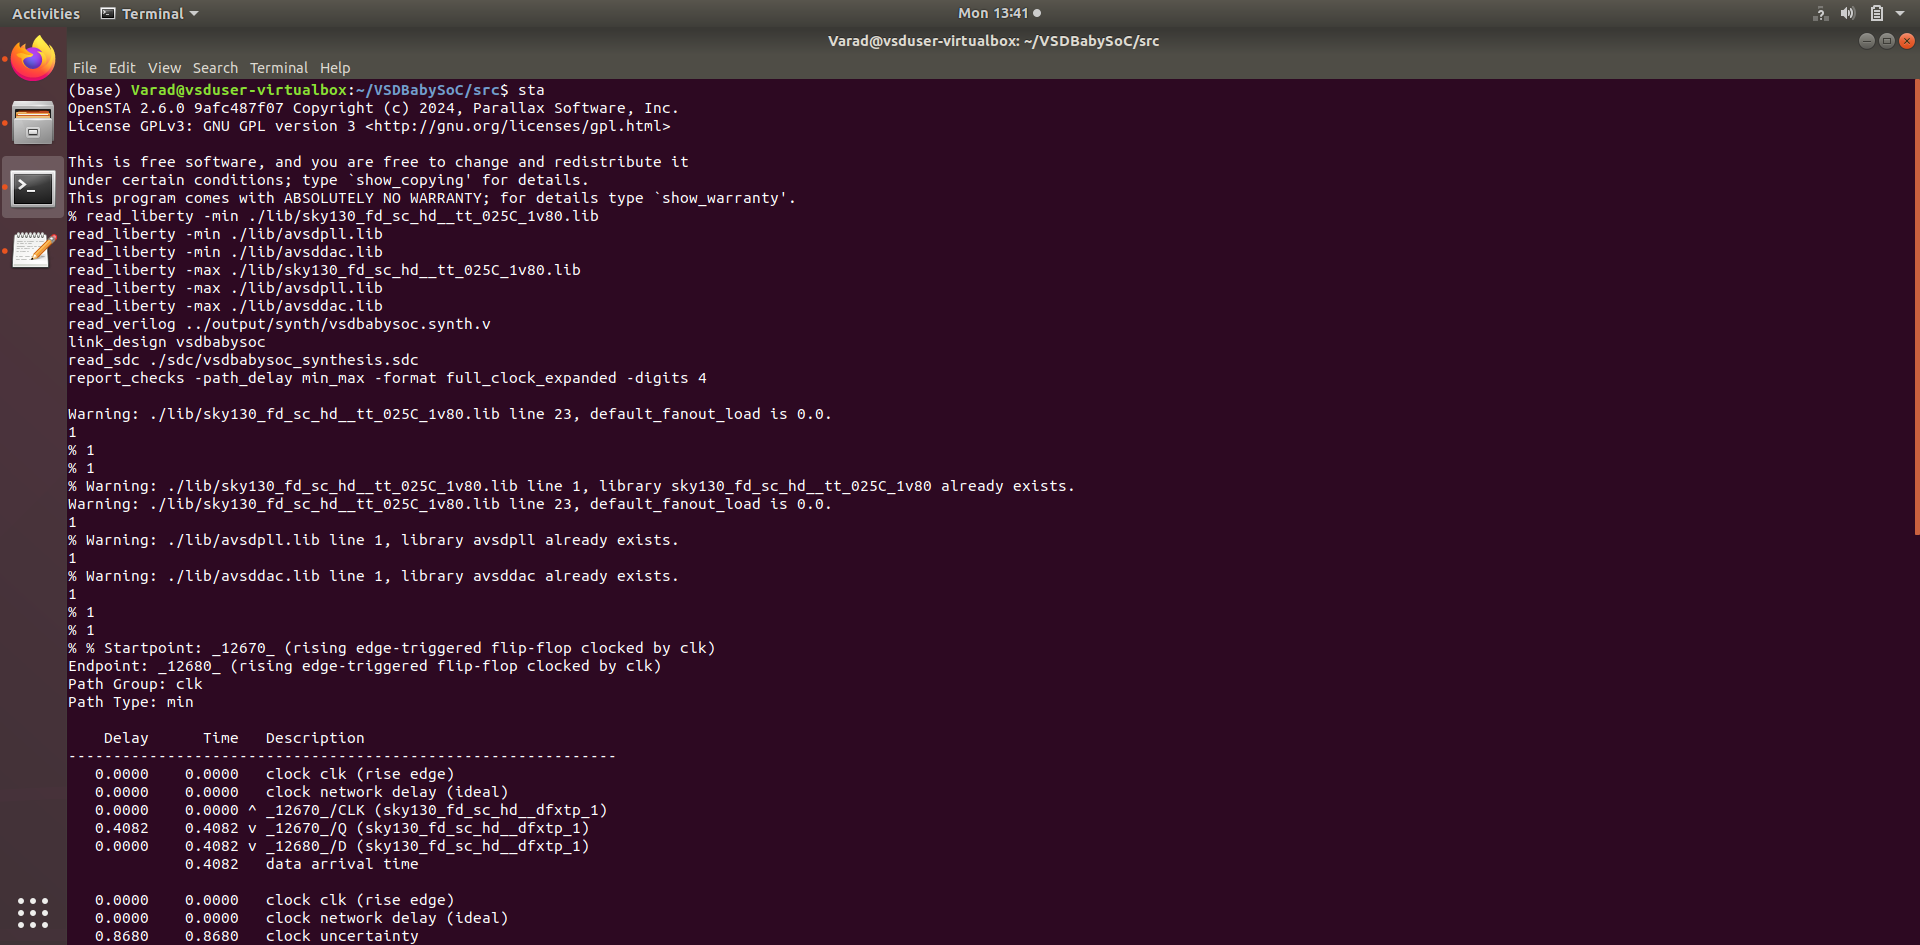 Activities Terminal Mon 13:41
Varad@vsduser-virtualbox: ~/VSDBabySoC/src
File Edit View Search Terminal Help
(base) Varad@vsduser-virtualbox:~/VSDBabySoC/src$ sta
OpenSTA 2.6.0 9afc487f07 Copyright (c) 2024, Parallax Software, Inc.
License GPLv3: GNU GPL version 3 <http://gnu.org/licenses/gpl.html>

This is free software, and you are free to change and redistribute it
under certain conditions; type `show_copying' for details.
This program comes with ABSOLUTELY NO WARRANTY; for details type `show_warranty'.
% read_liberty -min ./lib/sky130_fd_sc_hd__tt_025C_1v80.lib
read_liberty -min ./lib/avsdpll.lib
read_liberty -min ./lib/avsddac.lib
read_liberty -max ./lib/sky130_fd_sc_hd__tt_025C_1v80.lib
read_liberty -max ./lib/avsdpll.lib
read_liberty -max ./lib/avsddac.lib
read_verilog ../output/synth/vsdbabysoc.synth.v
link_design vsdbabysoc
read_sdc ./sdc/vsdbabysoc_synthesis.sdc
report_checks -path_delay min_max -format full_clock_expanded -digits 4

Warning: ./lib/sky130_fd_sc_hd__tt_025C_1v80.lib line 23, default_fanout_load is 0.0.
1
% 1
% 1
% Warning: ./lib/sky130_fd_sc_hd__tt_025C_1v80.lib line 1, library sky130_fd_sc_hd__tt_025C_1v80 already exists.
Warning: ./lib/sky130_fd_sc_hd__tt_025C_1v80.lib line 23, default_fanout_load is 0.0.
1
% Warning: ./lib/avsdpll.lib line 1, library avsdpll already exists.
1
% Warning: ./lib/avsddac.lib line 1, library avsddac already exists.
1
% 1
% 1
% % Startpoint: _12670_ (rising edge-triggered flip-flop clocked by clk)
Endpoint: _12680_ (rising edge-triggered flip-flop clocked by clk)
Path Group: clk
Path Type: min

Delay Time Description
-------------------------------------------------------------
0.0000 0.0000 clock clk (rise edge)
0.0000 0.0000 clock network delay (ideal)
0.0000 0.0000 ^ _12670_/CLK (sky130_fd_sc_hd__dfxtp_1)
0.4082 0.4082 v _12670_/Q (sky130_fd_sc_hd__dfxtp_1)
0.0000 0.4082 v _12680_/D (sky130_fd_sc_hd__dfxtp_1)
0.4082 data arrival time

0.0000 0.0000 clock clk (rise edge)
0.0000 0.0000 clock network delay (ideal)
0.8680 0.8680 clock uncertainty